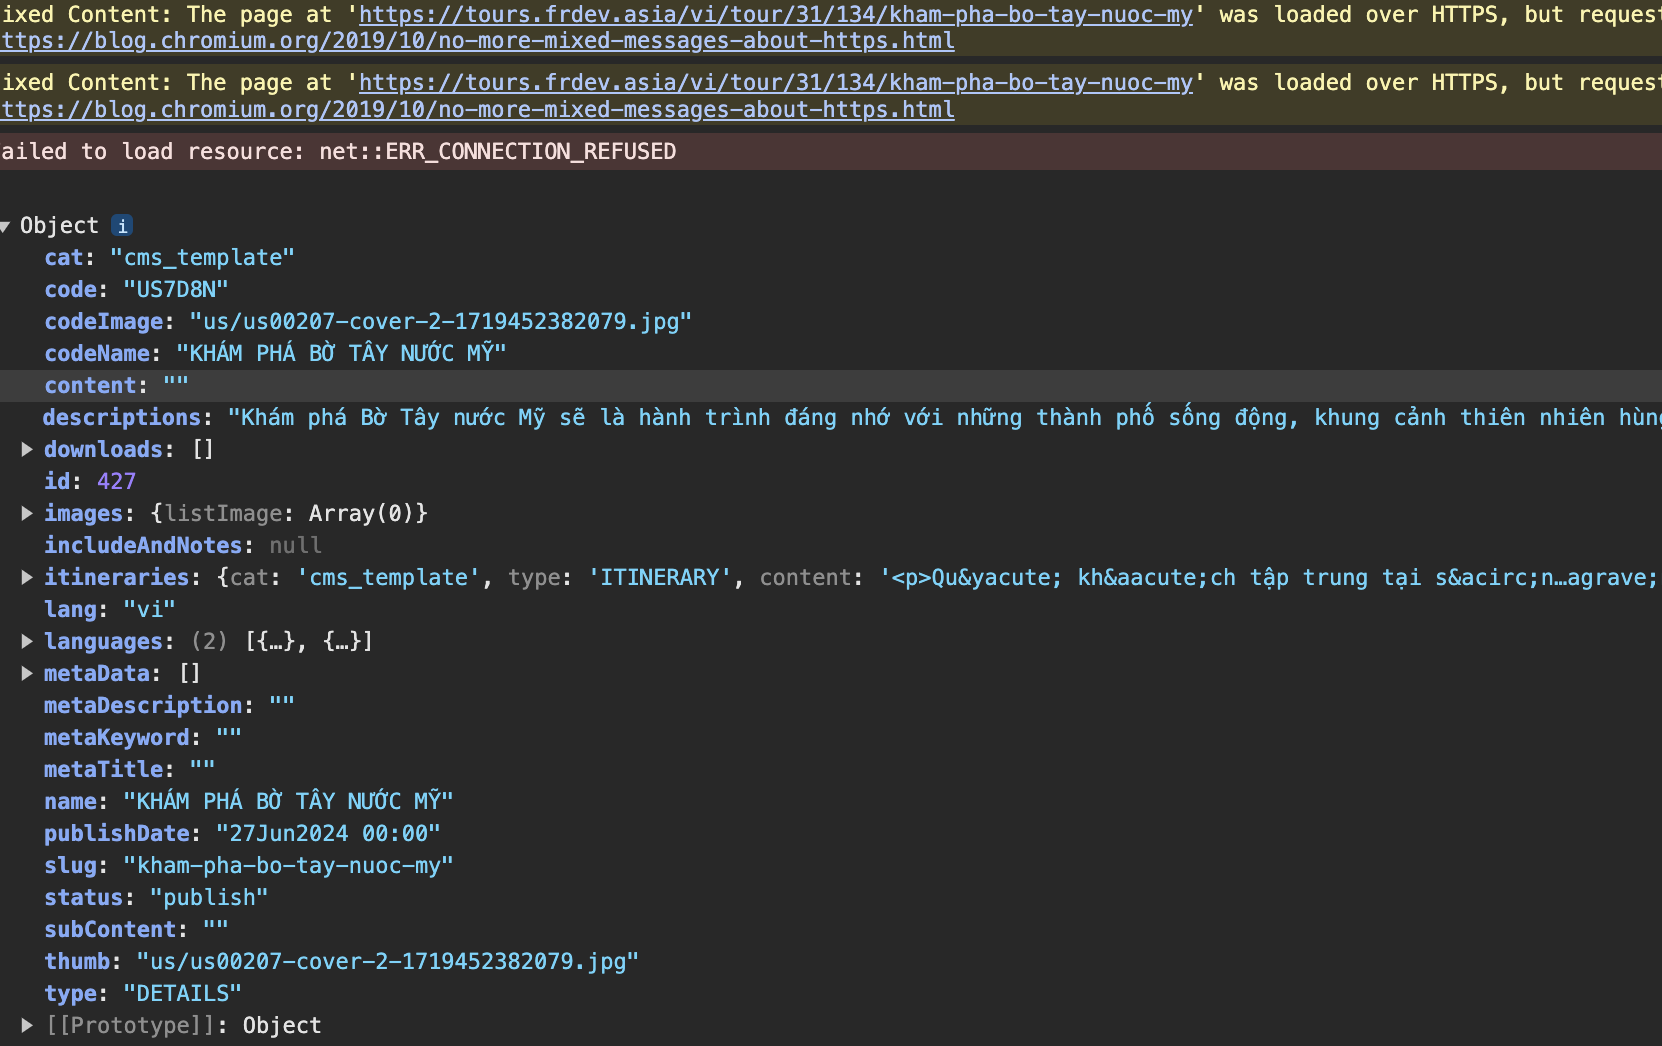 ixed Content: The page at 'https://tours.frdev.asia/vi/tour/31/134/kham-pha-bo-tay-nuoc-my' was loaded over HTTPS, but request
ttps://blog.chromium.org/2019/10/no-more-mixed-messages-about-https.html
ixed Content: The page at 'https://tours.frdev.asia/vi/tour/31/134/kham-pha-bo-tay-nuoc-my' was loaded over HTTPS, but request
ttps://blog.chromium.org/2019/10/no-more-mixed-messages-about-https.html
ailed to load resource: net::ERR_CONNECTION_REFUSED
▼ Object i
cat: "cms_template"
code: "US7D8N"
codeImage: "us/us00207-cover-2-1719452382079.jpg"
codeName: "KHÁM PHÁ BỜ TÂY NƯỚC MỸ"
content: ""
descriptions: "Khám phá Bờ Tây nước Mỹ sẽ là hành trình đáng nhớ với những thành phố sống động, khung cảnh thiên nhiên hùng
▶ downloads: []
id: 427
▶ images: {listImage: Array(0)}
includeAndNotes: null
▶ itineraries: {cat: 'cms_template', type: 'ITINERARY', content: '<p>Qu&yacute; kh&aacute;ch tập trung tại s&acirc;n…agrave;
lang: "vi"
▶ languages: (2) [{…}, {…}]
▶ metaData: []
metaDescription: ""
metaKeyword: ""
metaTitle: ""
name: "KHÁM PHÁ BỜ TÂY NƯỚC MỸ"
publishDate: "27Jun2024 00:00"
slug: "kham-pha-bo-tay-nuoc-my"
status: "publish"
subContent: ""
thumb: "us/us00207-cover-2-1719452382079.jpg"
type: "DETAILS"
▶ [[Prototype]]: Object